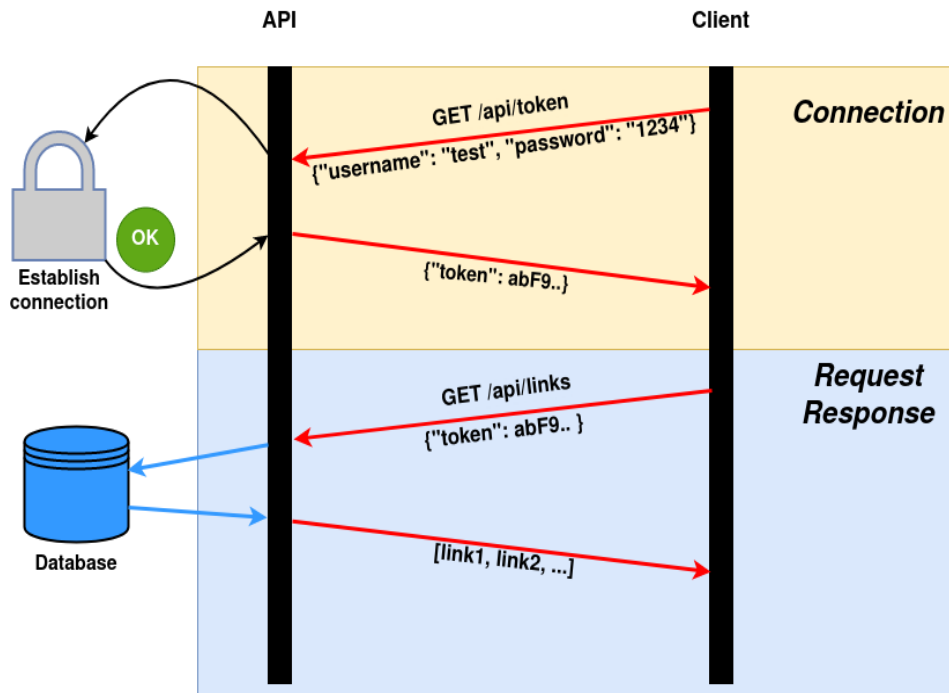 API
Client
GET /api/token
{"username": "test", "password": "1234"}
Connection
OK
Establish
connection
{"token": abF9..}
GET /api/links
{"token": abF9.. }
Request
Response
Database
[link1, link2, ...]